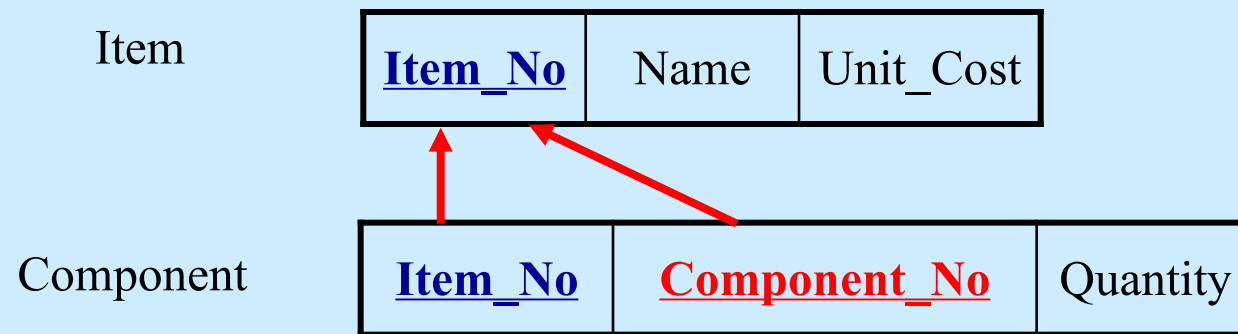 Item
Item_No Name Unit_Cost
Component
Item_No Component_No Quantity